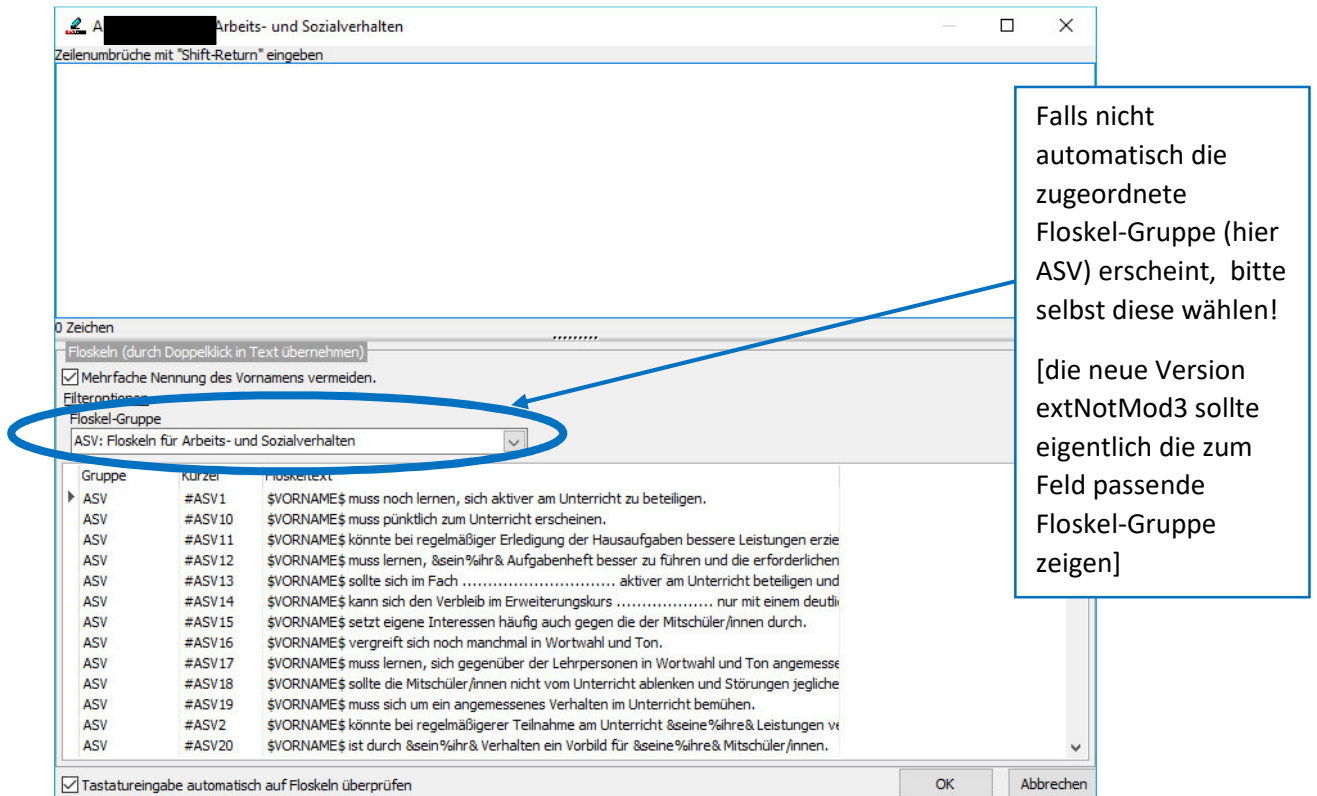 A Arbeits- und Sozialverhalten
Zeilenumbrüche mit "Shift-Return" eingeben
0 Zeichen
Floskeln (durch Doppelklick in Text übernehmen)
Mehrfache Nennung des Vornamens vermeiden.
Filteroptionen
Floskel-Gruppe
ASV: Floskeln für Arbeits- und Sozialverhalten
Gruppe Kürzel Floskeltext
ASV #ASV1 $VORNAME$ muss noch lernen, sich aktiver am Unterricht zu beteiligen.
ASV #ASV10 $VORNAME$ muss pünktlich zum Unterricht erscheinen.
ASV #ASV11 $VORNAME$ könnte bei regelmäßiger Erledigung der Hausaufgaben bessere Leistungen erzie
ASV #ASV12 $VORNAME$ muss lernen, &sein%ihr& Aufgabenheft besser zu führen und die erforderlichen
ASV #ASV13 $VORNAME$ sollte sich im Fach .............................. aktiver am Unterricht beteiligen und
ASV #ASV14 $VORNAME$ kann sich den Verbleib im Erweiterungskurs ................... nur mit einem deutli
ASV #ASV15 $VORNAME$ setzt eigene Interessen häufig auch gegen die der Mitschüler/innen durch.
ASV #ASV16 $VORNAME$ vergreift sich noch manchmal in Wortwahl und Ton.
ASV #ASV17 $VORNAME$ muss lernen, sich gegenüber der Lehrpersonen in Wortwahl und Ton angemesse
ASV #ASV18 $VORNAME$ sollte die Mitschüler/innen nicht vom Unterricht ablenken und Störungen jegliche
ASV #ASV19 $VORNAME$ muss sich um ein angemessenes Verhalten im Unterricht bemühen.
ASV #ASV2 $VORNAME$ könnte bei regelmäßigerer Teilnahme am Unterricht &seine%ihre& Leistungen ve
ASV #ASV20 $VORNAME$ ist durch &sein%ihr& Verhalten ein Vorbild für &seine%ihre& Mitschüler/innen.
Tastatureingabe automatisch auf Floskeln überprüfen
OK Abbrechen
Falls nicht
automatisch die
zugeordnete
Floskel-Gruppe (hier
ASV) erscheint, bitte
selbst diese wählen!
[die neue Version
extNotMod3 sollte
eigentlich die zum
Feld passende
Floskel-Gruppe
zeigen]